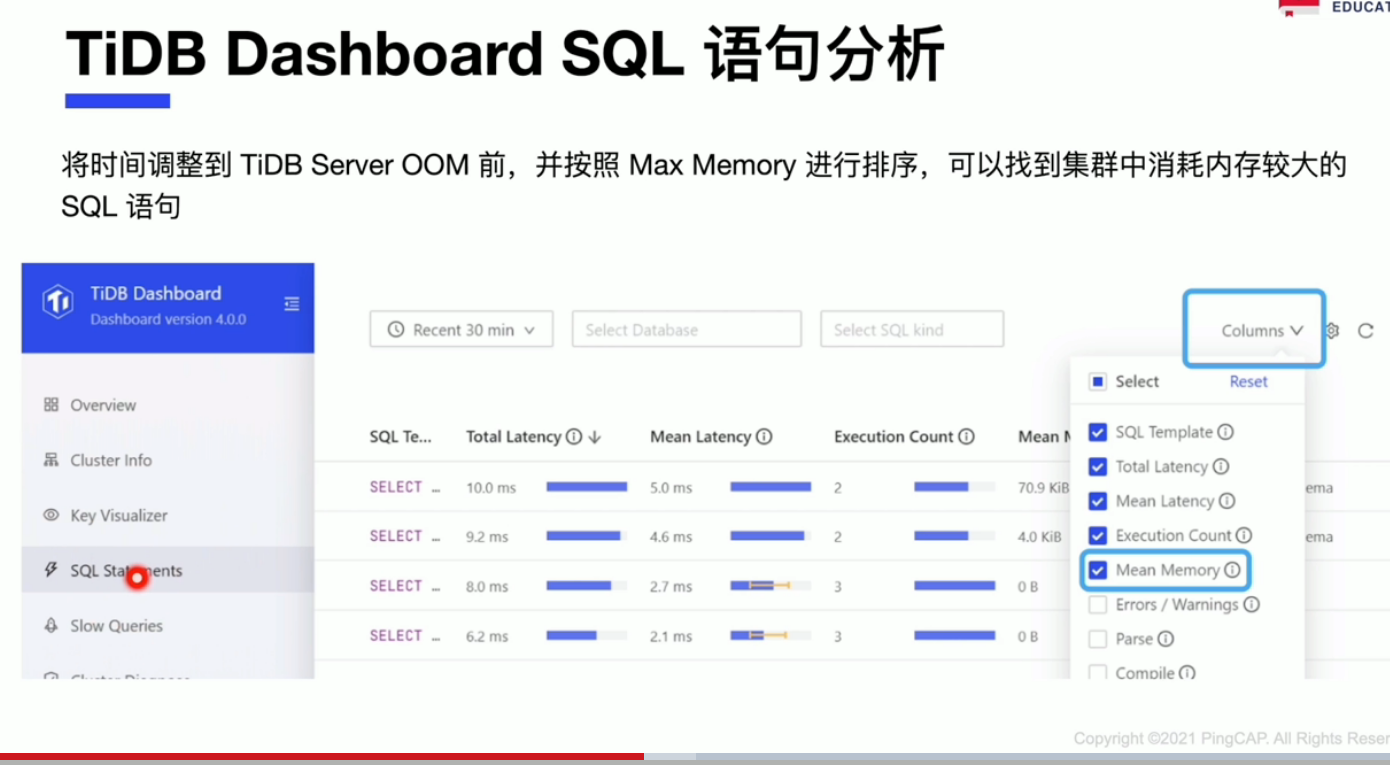 EDUCAT
TiDB Dashboard SQL 语句分析
将时间调整到 TiDB Server OOM 前，并按照 Max Memory 进行排序，可以找到集群中消耗内存较大的
SQL 语句
TiDB Dashboard
Dashboard version 4.0.0
Overview
Cluster Info
Key Visualizer
SQL Statements
Slow Queries
Recent 30 min
Select Database
Select SQL kind
Columns
SQL Te... Total Latency Mean Latency Execution Count Mean M
SELECT ... 10.0 ms 5.0 ms 2 70.9 KiB ema
SELECT ... 9.2 ms 4.6 ms 2 4.0 KiB ema
SELECT ... 8.0 ms 2.7 ms 3 0 B
SELECT ... 6.2 ms 2.1 ms 3 0 B
Select Reset
SQL Template
Total Latency
Mean Latency
Execution Count
Mean Memory
Errors / Warnings
Parse
Compile
Copyright ©2021 PingCAP. All Rights Reser